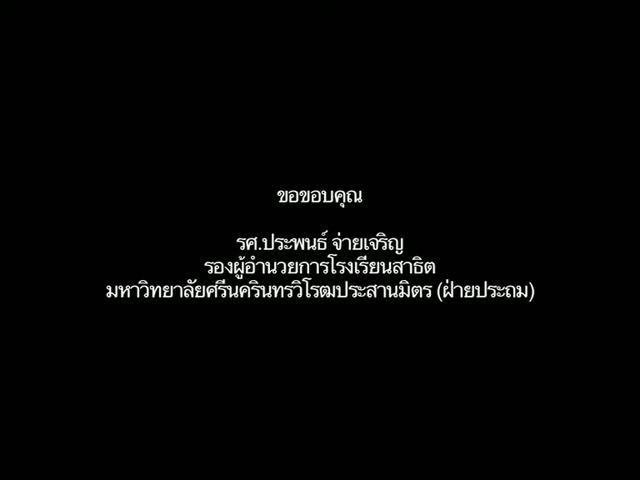 ขอขอบคุณ
รศ.ประพนธ์ จ่ายเจริญ
รองผู้อำนวยการโรงเรียนสาธิต
มหาวิทยาลัยศรีนครินทรวิโรฒประสานมิตร (ฝ่ายประถม)